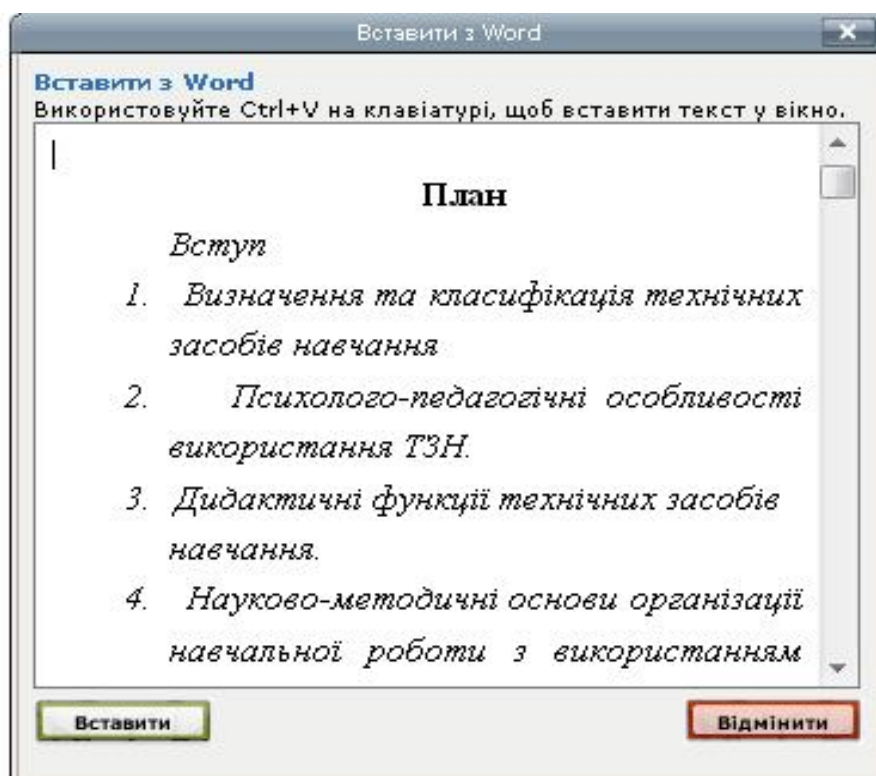 Вставити з Word
Вставити з Word
Використовуйте Ctrl+V на клавіатурі, щоб вставити текст у вікно.
План
Вступ
1. Визначення та класифікація технічних
засобів навчання
2. Психолого-педагогічні особливості
використання ТЗН.
3. Дидактичні функції технічних засобів
навчання.
4. Науково-методичні основи організації
навчальної роботи з використанням
Вставити
Відмінити